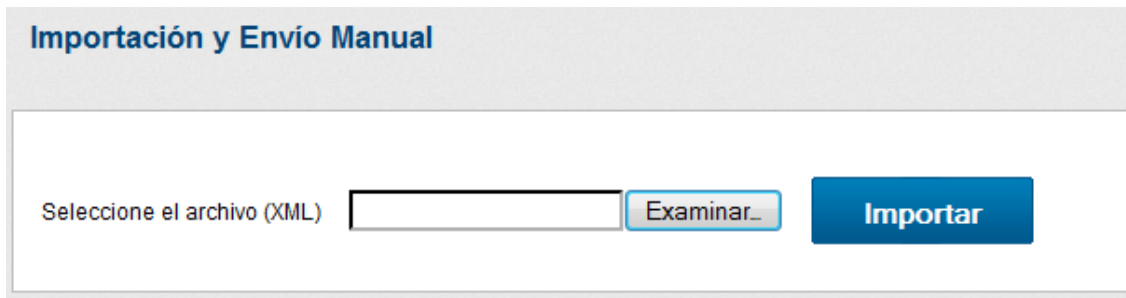 Importación y Envío Manual
Seleccione el archivo (XML) Examinar... Importar